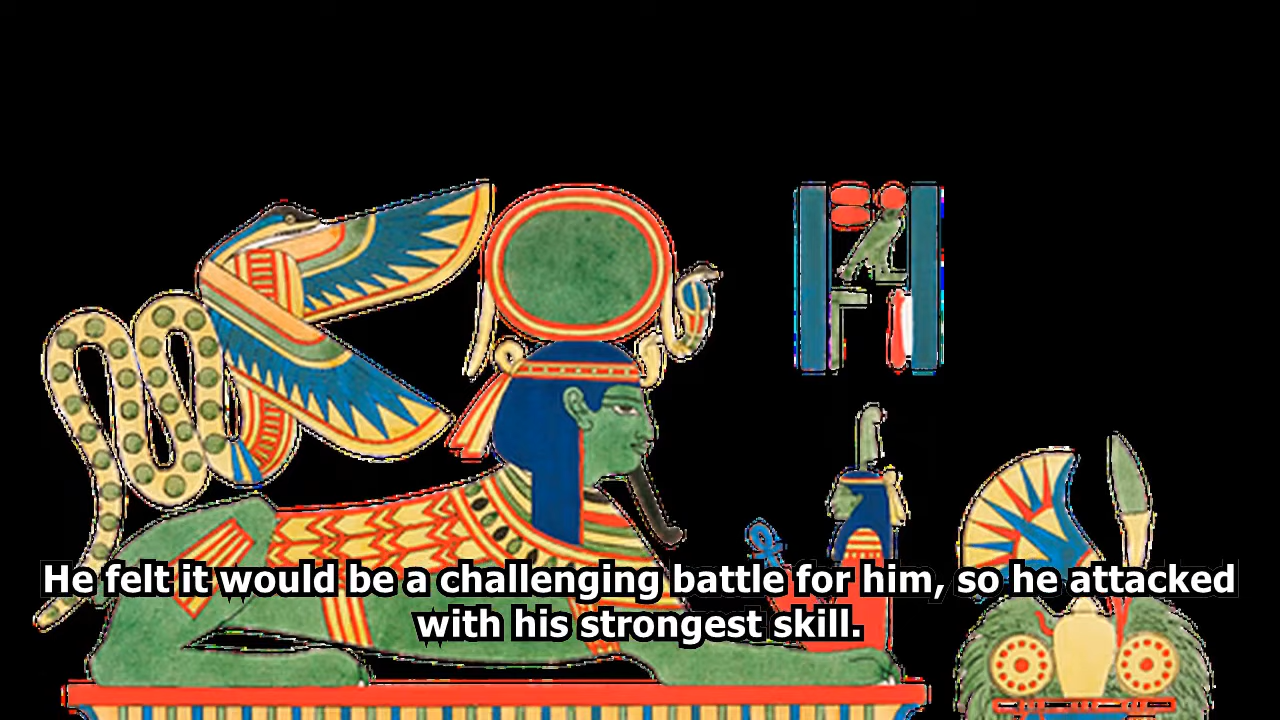 He felt it would be a challenging battle for him, so he attacked
with his strongest skill.